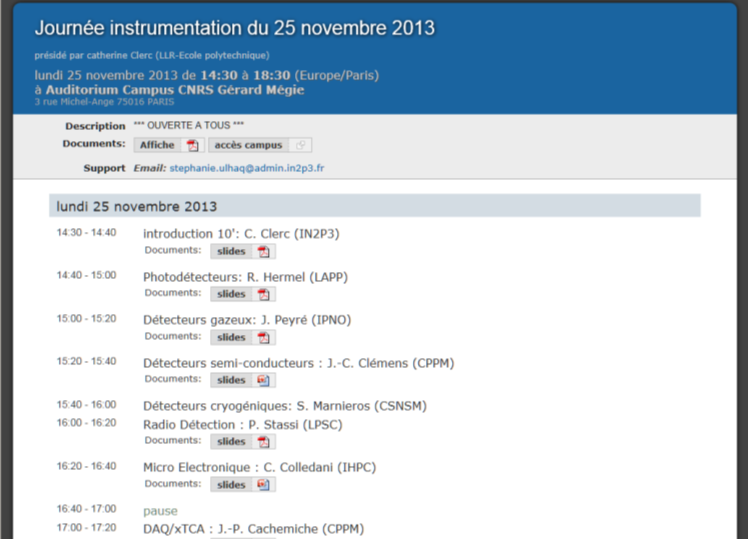 Journée instrumentation du 25 novembre 2013
présidé par catherine Clerc (LLR-Ecole polytechnique)
lundi 25 novembre 2013 de 14:30 à 18:30 (Europe/Paris)
à Auditorium Campus CNRS Gérard Mégie
3 rue Michel-Ange 75016 PARIS
Description *** OUVERTE A TOUS ***
Documents: Affiche accès campus
Support Email: stephanie.ulhaq@admin.in2p3.fr
lundi 25 novembre 2013
14:30 - 14:40 introduction 10': C. Clerc (IN2P3)
Documents: slides
14:40 - 15:00 Photodétecteurs: R. Hermel (LAPP)
Documents: slides
15:00 - 15:20 Détecteurs gazeux: J. Peyré (IPNO)
Documents: slides
15:20 - 15:40 Détecteurs semi-conducteurs : J.-C. Clémens (CPPM)
Documents: slides
15:40 - 16:00 Détecteurs cryogéniques: S. Marnieros (CSNSM)
16:00 - 16:20 Radio Détection : P. Stassi (LPSC)
Documents: slides
16:20 - 16:40 Micro Electronique : C. Colledani (IHPC)
Documents: slides
16:40 - 17:00 pause
17:00 - 17:20 DAQ/xTCA : J.-P. Cachemiche (CPPM)